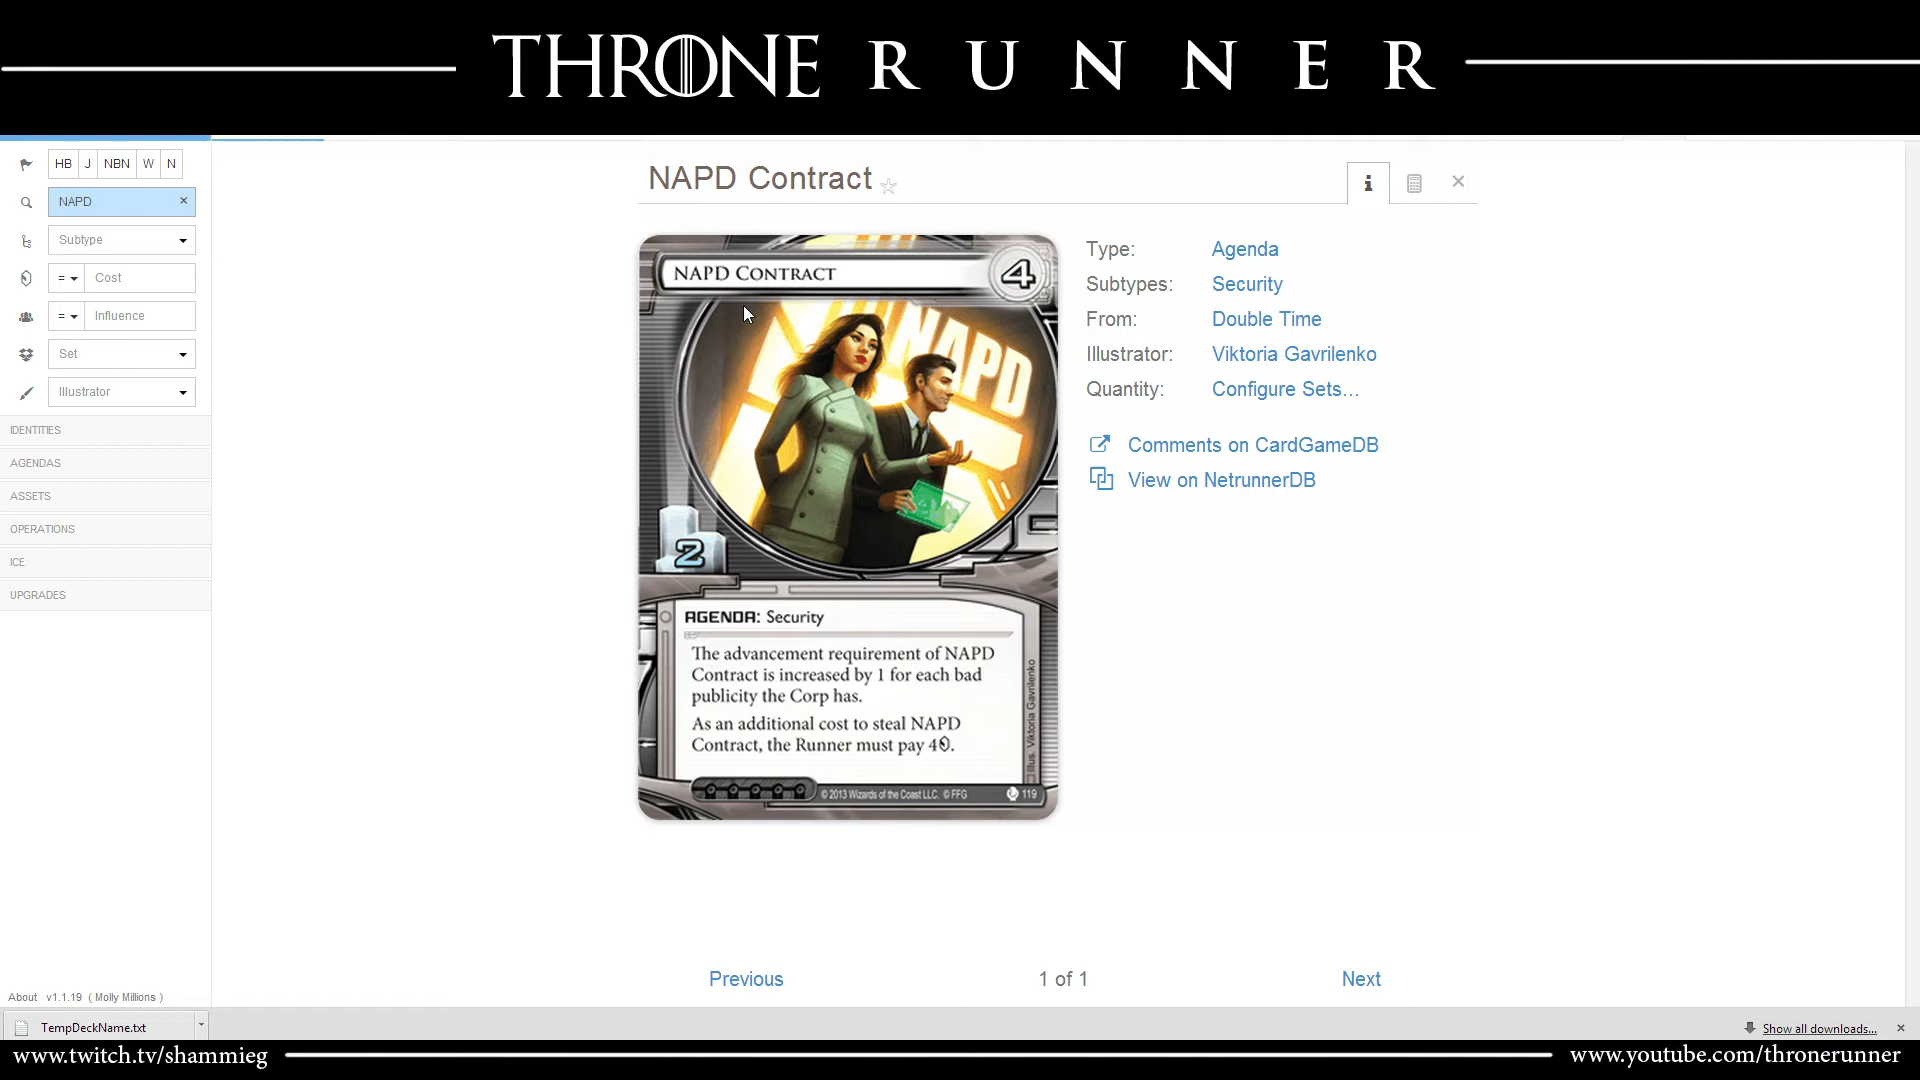 THRONE RUNNER
HB J NBN W N
NAPD ×
Subtype
= Cost
= Influence
Set
Illustrator
IDENTITIES
AGENDAS
ASSETS
OPERATIONS
ICE
UPGRADES
About v1.1.19 ( Molly Millions )
NAPD Contract
NAPD CONTRACT
4
NAPD
2
AGENDA: Security
The advancement requirement of NAPD
Contract is increased by 1 for each bad
publicity the Corp has.
As an additional cost to steal NAPD
Contract, the Runner must pay 4.
Illus. Viktoria Gavrilenko
© 2013 Wizards of the Coast LLC. © FFG 119
Type: Agenda
Subtypes: Security
From: Double Time
Illustrator: Viktoria Gavrilenko
Quantity: Configure Sets...
Comments on CardGameDB
View on NetrunnerDB
Previous 1 of 1 Next
TempDeckName.txt
Show all downloads...
www.twitch.tv/shammieg
www.youtube.com/thronerunner